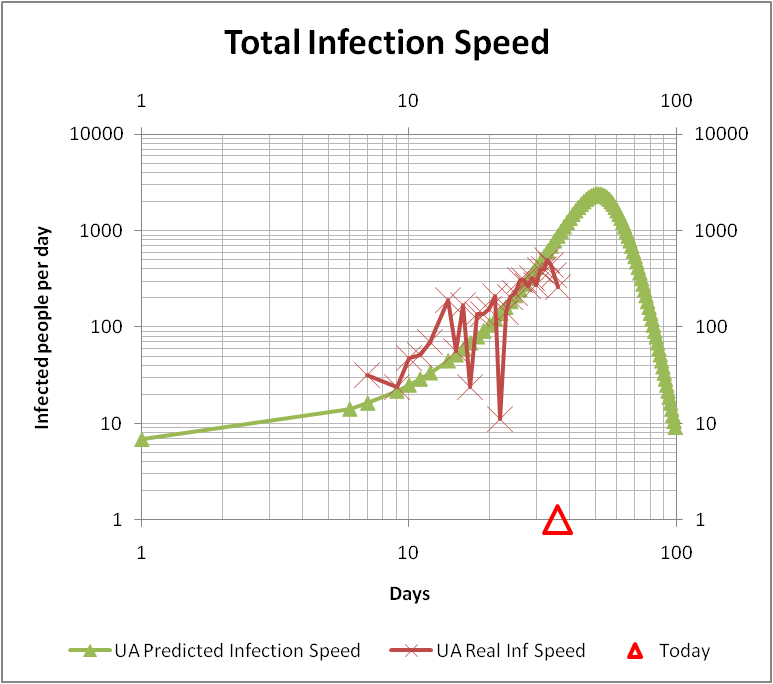 Total Infection Speed
1 10 100
10000 10000
1000 1000
100 100
10 10
1 1
1 10 100
Infected people per day
Days
UA Predicted Infection Speed UA Real Inf Speed Today